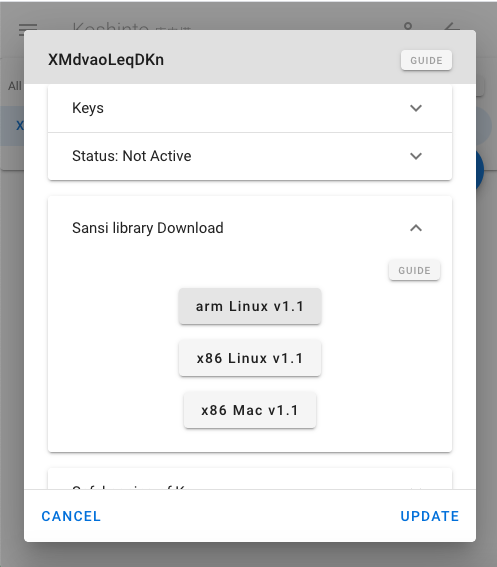 Koshinto
XMdvaoLeqDKn
GUIDE
All
X
Keys
Status: Not Active
Sansi library Download
GUIDE
arm Linux v1.1
x86 Linux v1.1
x86 Mac v1.1
CANCEL
UPDATE